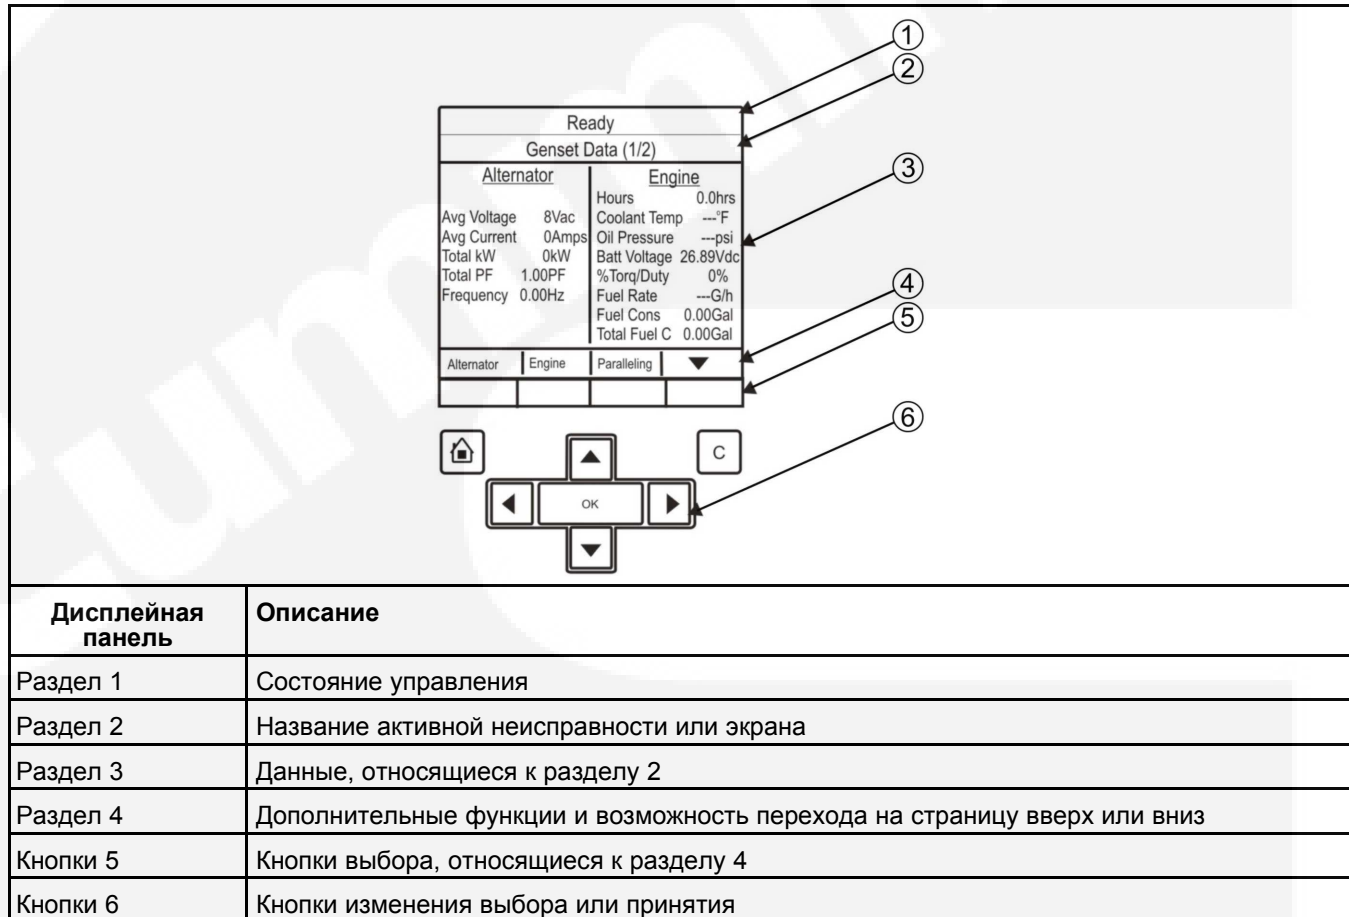 1
2
Ready
Genset Data (1/2)
3
Alternator Engine
Hours 0.0hrs
Avg Voltage 8Vac Coolant Temp ---°F
Avg Current 0Amps Oil Pressure ---psi
Total kW 0kW Batt Voltage 26.89Vdc
Total PF 1.00PF %Torq/Duty 0%
Frequency 0.00Hz Fuel Rate ---G/h
4
Fuel Cons 0.00Gal
5
Total Fuel C 0.00Gal
Alternator Engine Paralleling
6
C
OK
Дисплейная панель Описание
Раздел 1 Состояние управления
Раздел 2 Название активной неисправности или экрана
Раздел 3 Данные, относящиеся к разделу 2
Раздел 4 Дополнительные функции и возможность перехода на страницу вверх или вниз
Кнопки 5 Кнопки выбора, относящиеся к разделу 4
Кнопки 6 Кнопки изменения выбора или принятия